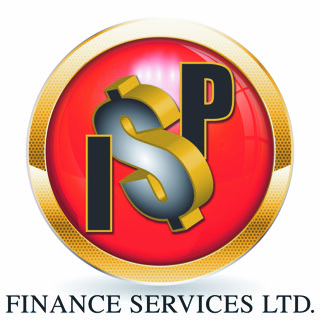 I$P
FINANCE SERVICES LTD.